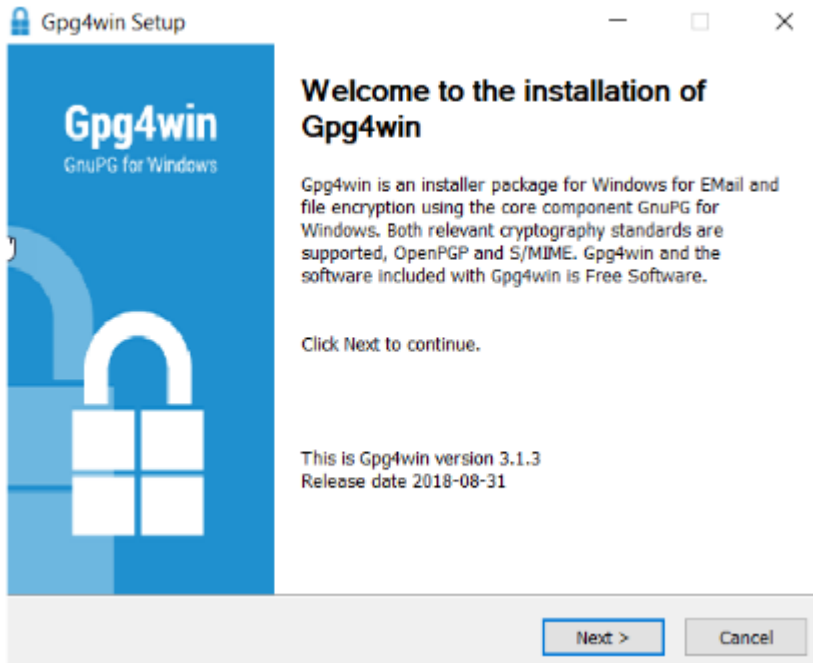 Gpg4win Setup
Gpg4win
GnuPG for Windows
Welcome to the installation of
Gpg4win
Gpg4win is an installer package for Windows for EMail and
file encryption using the core component GnuPG for
Windows. Both relevant cryptography standards are
supported, OpenPGP and S/MIME. Gpg4win and the
software included with Gpg4win is Free Software.
Click Next to continue.
This is Gpg4win version 3.1.3
Release date 2018-08-31
Next >
Cancel